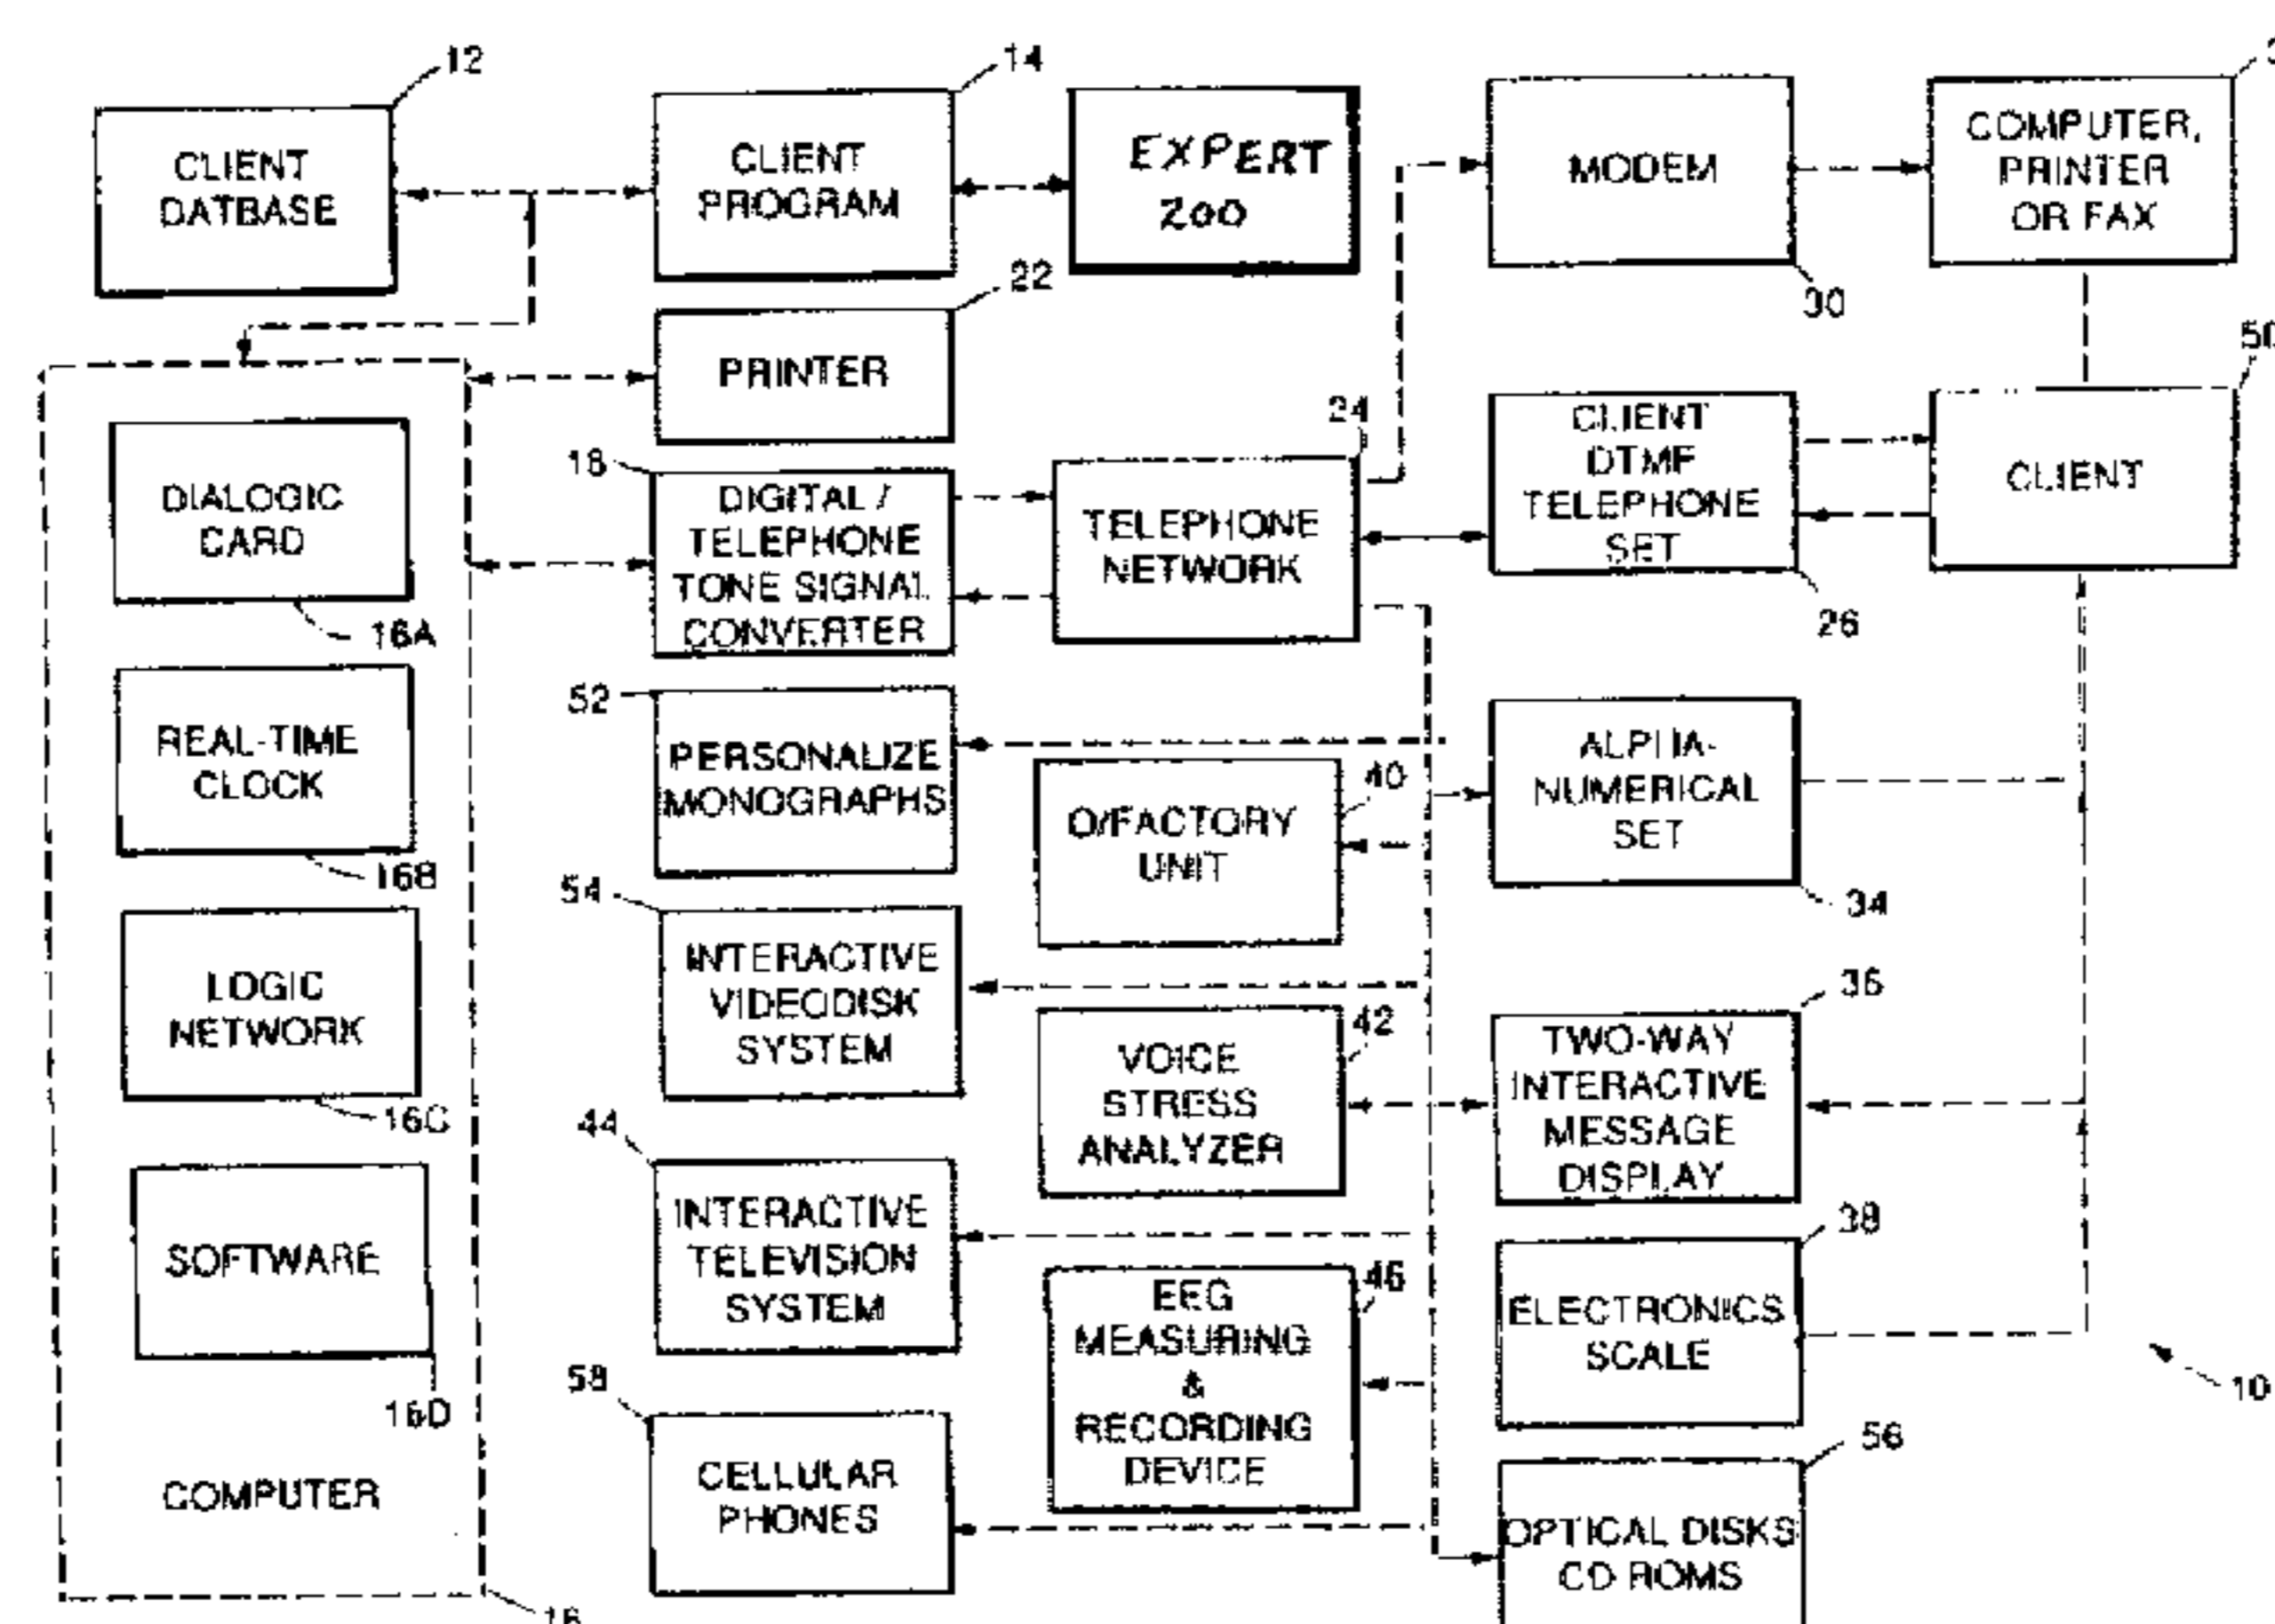 12
CLIENT
DATBASE
14
CLIENT
PROGRAM
EXPERT
200
MODEM
30
COMPUTER,
PRINTER
OR FAX
22
PRINTER
18
DIGITAL /
TELEPHONE
TONE SIGNAL
CONVERTER
24
TELEPHONE
NETWORK
CLIENT
DTMF
TELEPHONE
SET
26
CLIENT
50
DIALOGIC
CARD
16A
REAL-TIME
CLOCK
16B
LOGIC
NETWORK
16C
SOFTWARE
16D
COMPUTER
16
52
PERSONALIZE
MONOGRAPHS
40
O/FACTORY
UNIT
ALPHA-
NUMERICAL
SET
34
54
INTERACTIVE
VIDEODISK
SYSTEM
42
VOICE
STRESS
ANALYZER
36
TWO-WAY
INTERACTIVE
MESSAGE
DISPLAY
44
INTERACTIVE
TELEVISION
SYSTEM
46
EEG
MEASURING
&
RECORDING
DEVICE
38
ELECTRONICS
SCALE
10
58
CELLULAR
PHONES
56
OPTICAL DISKS
CD ROMS